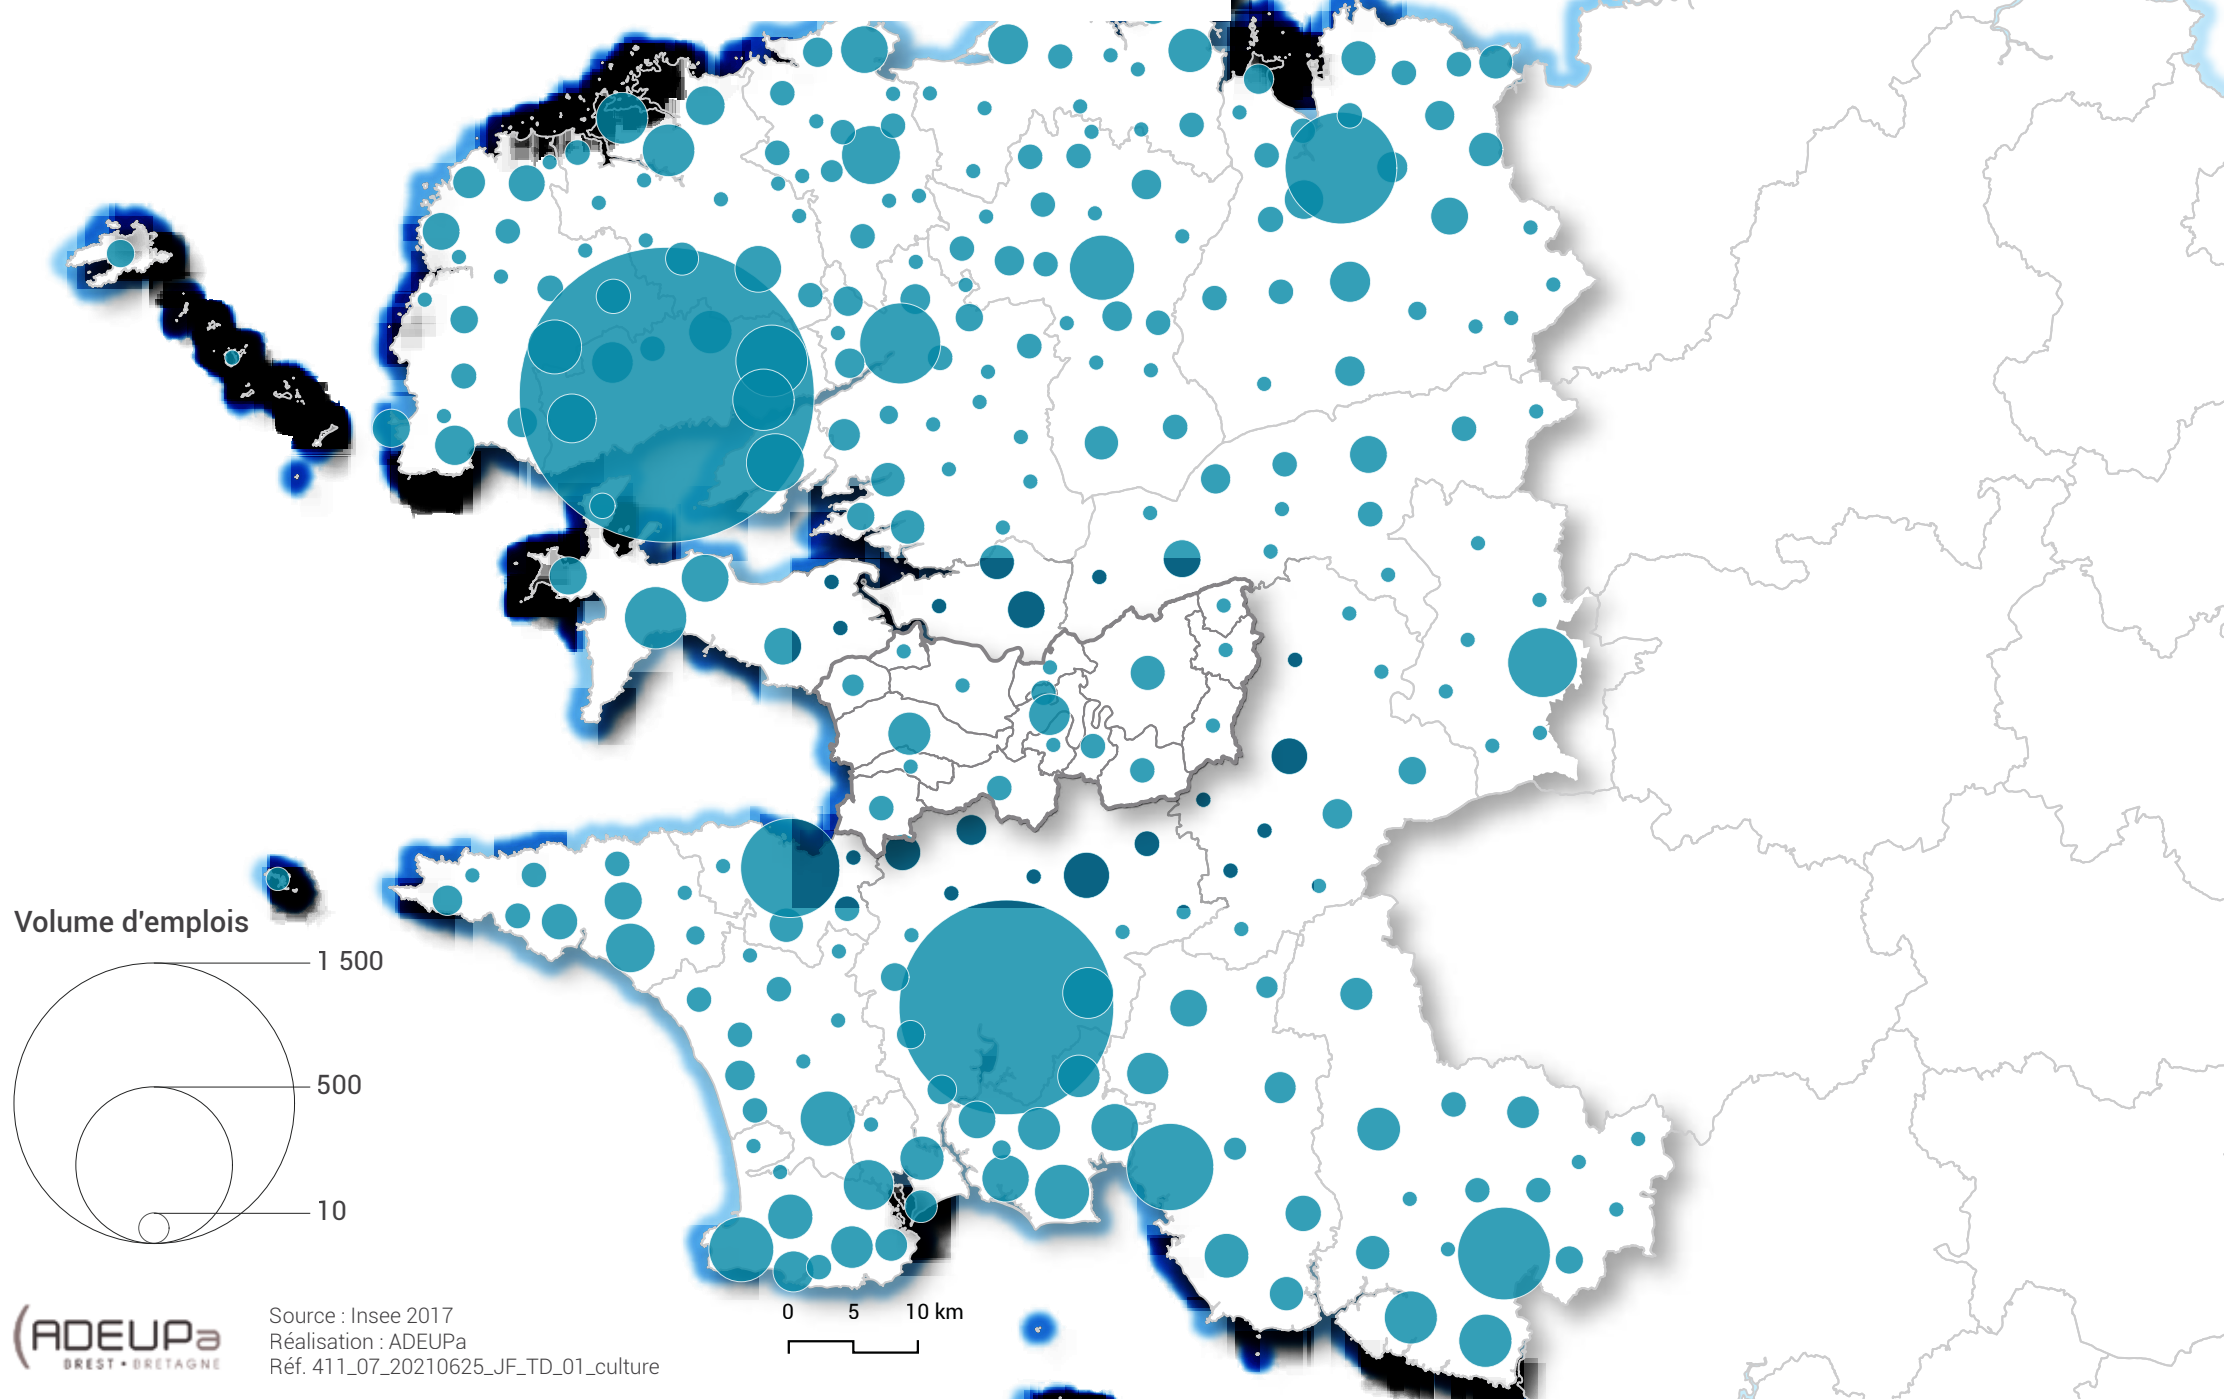 Volume d'emplois
1 500
500
10
ADEUPa
BREST • BRETAGNE
Source : Insee 2017
Réalisation : ADEUPa
Réf. 411_07_20210625_JF_TD_01_culture
0 5 10 km